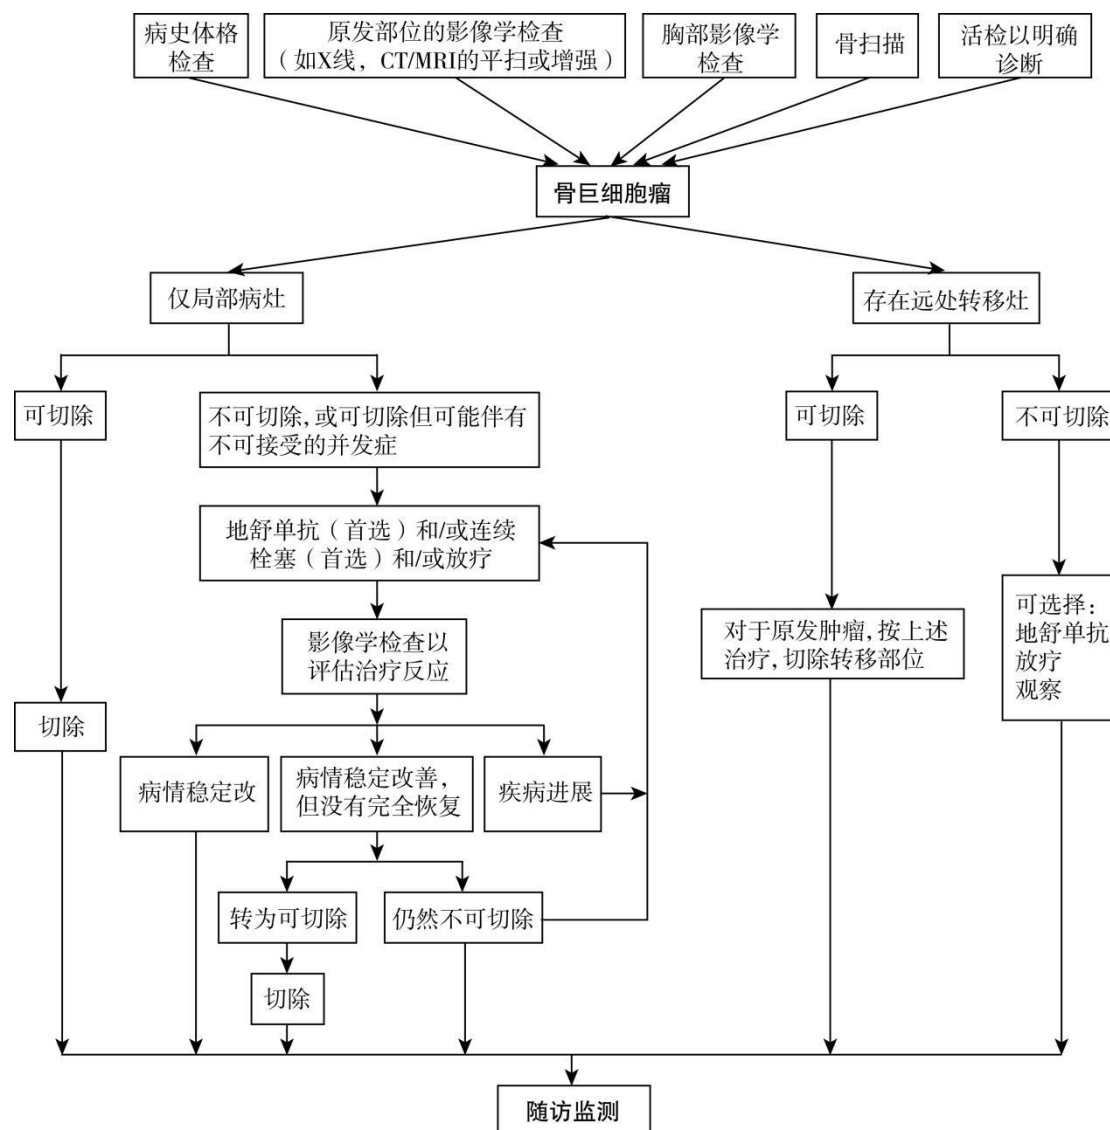 病史体格
检查
原发部位的影像学检查
（如X线，CT/MRI的平扫或增强）
胸部影像学
检查
骨扫描
活检以明确
诊断
骨巨细胞瘤
仅局部病灶
存在远处转移灶
可切除
不可切除,或可切除但可能伴有
不可接受的并发症
可切除
不可切除
地舒单抗（首选）和/或连续
栓塞（首选）和/或放疗
影像学检查以
评估治疗反应
对于原发肿瘤,按上述
治疗,切除转移部位
可选择：
地舒单抗
放疗
观察
切除
病情稳定改
病情稳定改善，
但没有完全恢复
疾病进展
转为可切除
仍然不可切除
切除
随访监测